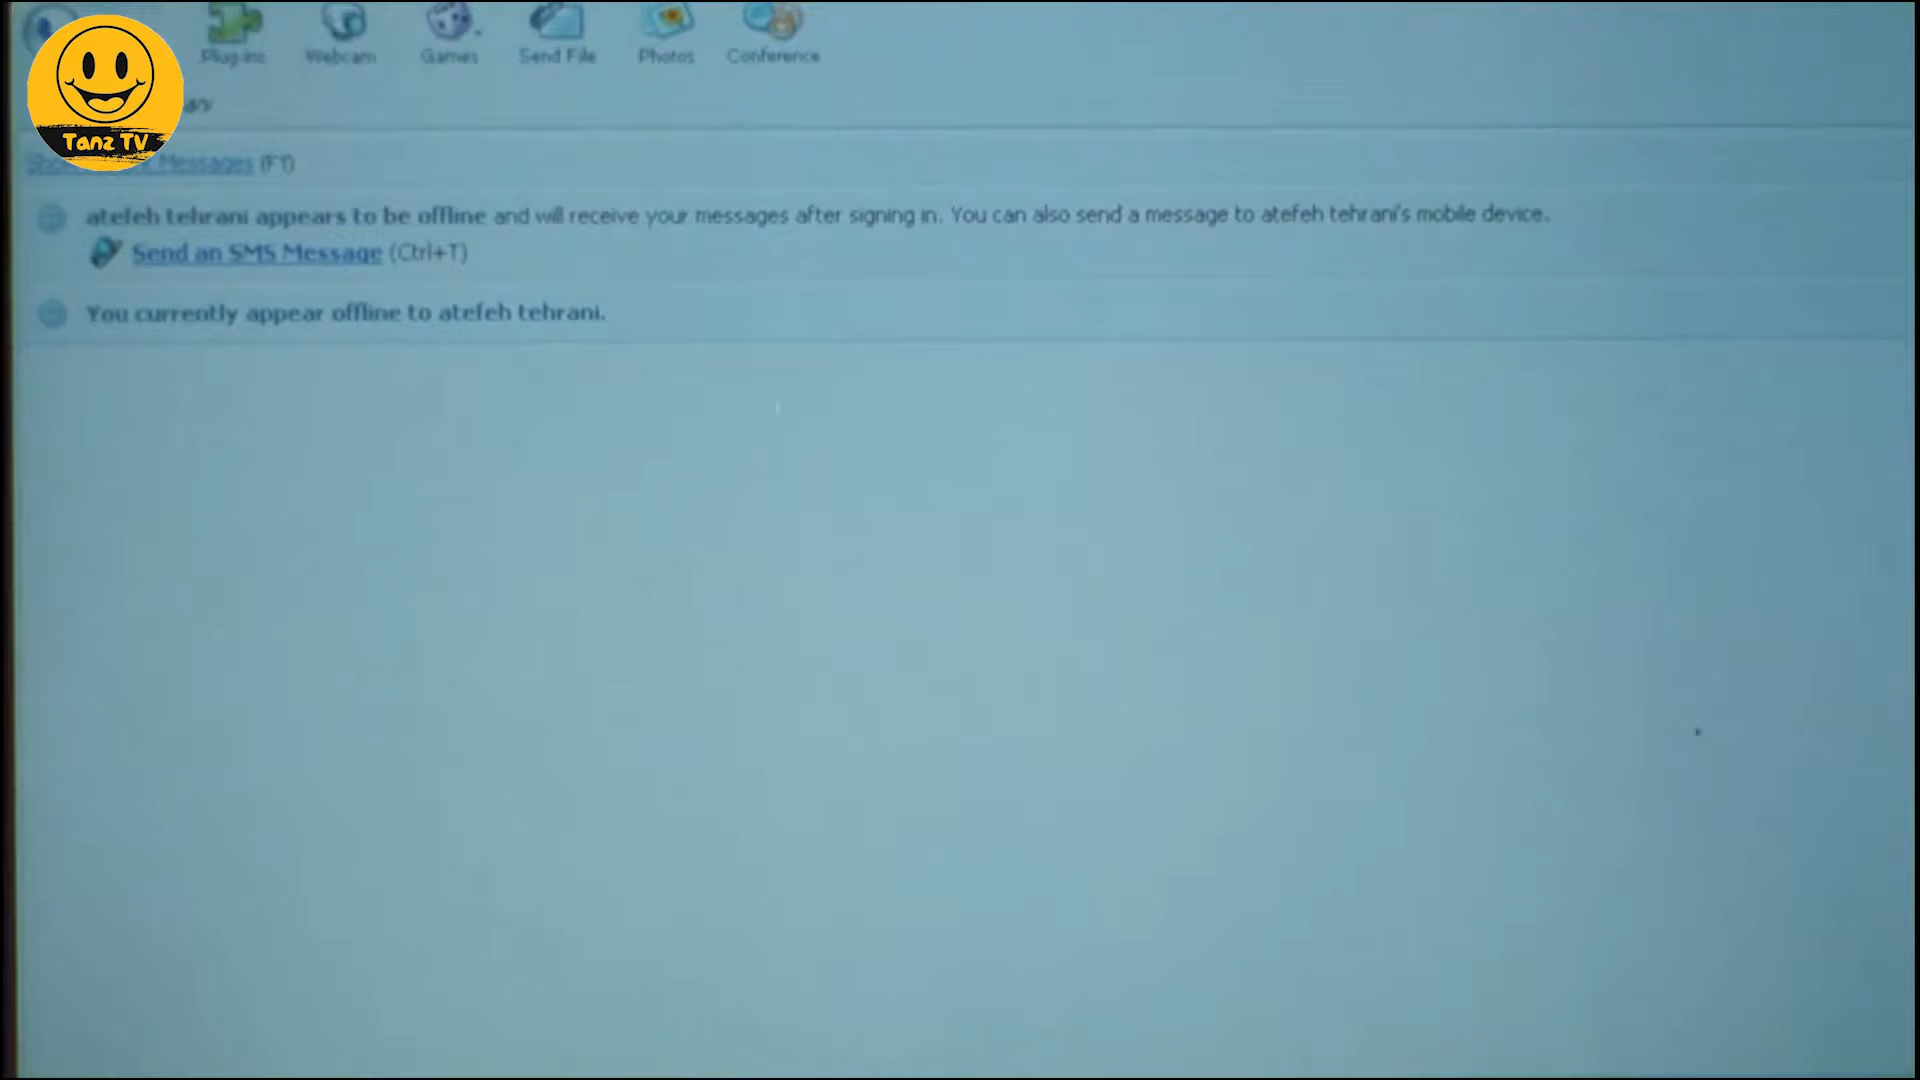 Plug-ins Webcam Games Send File Photos Conference
Tanz TV
Messages (F1)
atefeh tehrani appears to be offline and will receive your messages after signing in. You can also send a message to atefeh tehrani's mobile device.
Send an SMS Message (Ctrl+T)
You currently appear offline to atefeh tehrani.